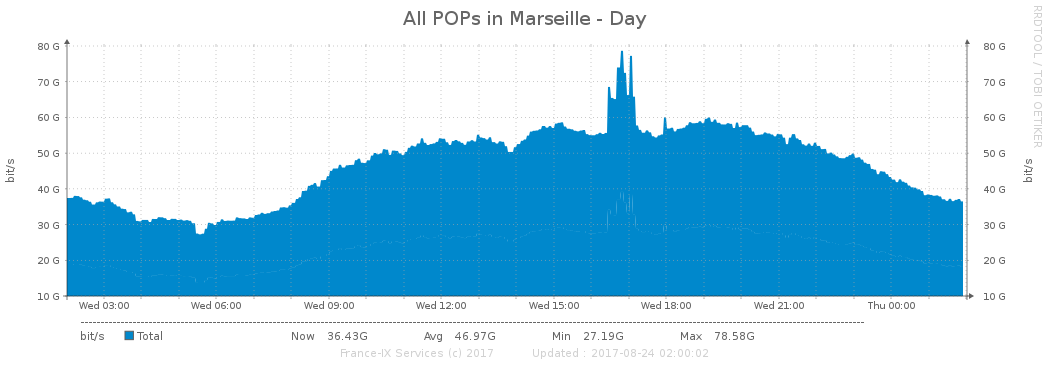 All POPs in Marseille - Day
RRDTOOL / TOBI OETIKER
80 G 80 G
70 G 70 G
60 G 60 G
50 G 50 G
40 G 40 G
30 G 30 G
20 G 20 G
10 G 10 G
bit/s bit/s
Wed 03:00 Wed 06:00 Wed 09:00 Wed 12:00 Wed 15:00 Wed 18:00 Wed 21:00 Thu 00:00
bit/s Total Now 36.43G Avg 46.97G Min 27.19G Max 78.58G
France-IX Services (c) 2017 Updated : 2017-08-24 02:00:02